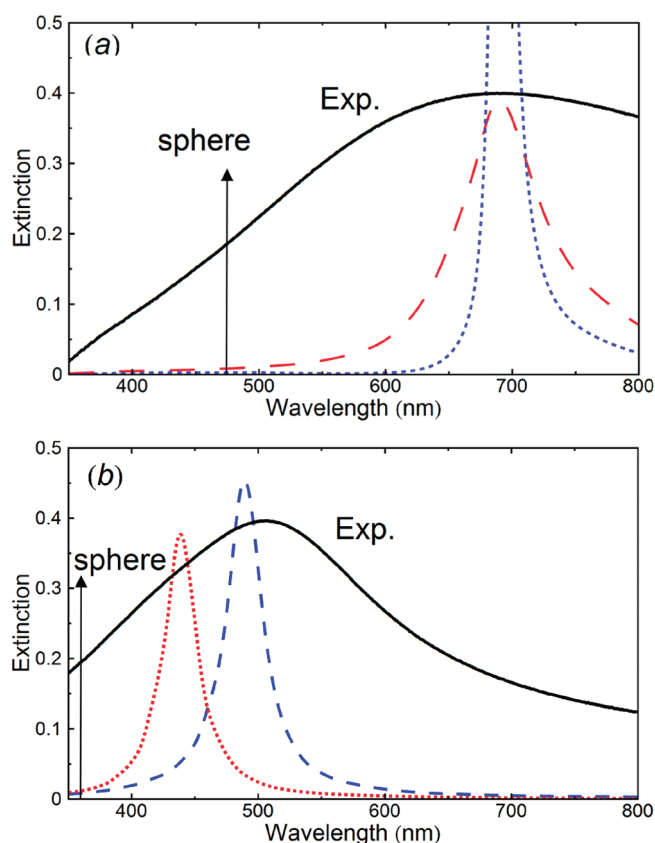 (a)
0.5
0.4
0.3
0.2
0.1
0
Extinction
Exp.
sphere
400 500 600 700 800
Wavelength (nm)
(b)
0.5
0.4
0.3
0.2
0.1
0
Extinction
Exp.
sphere
400 500 600 700 800
Wavelength (nm)